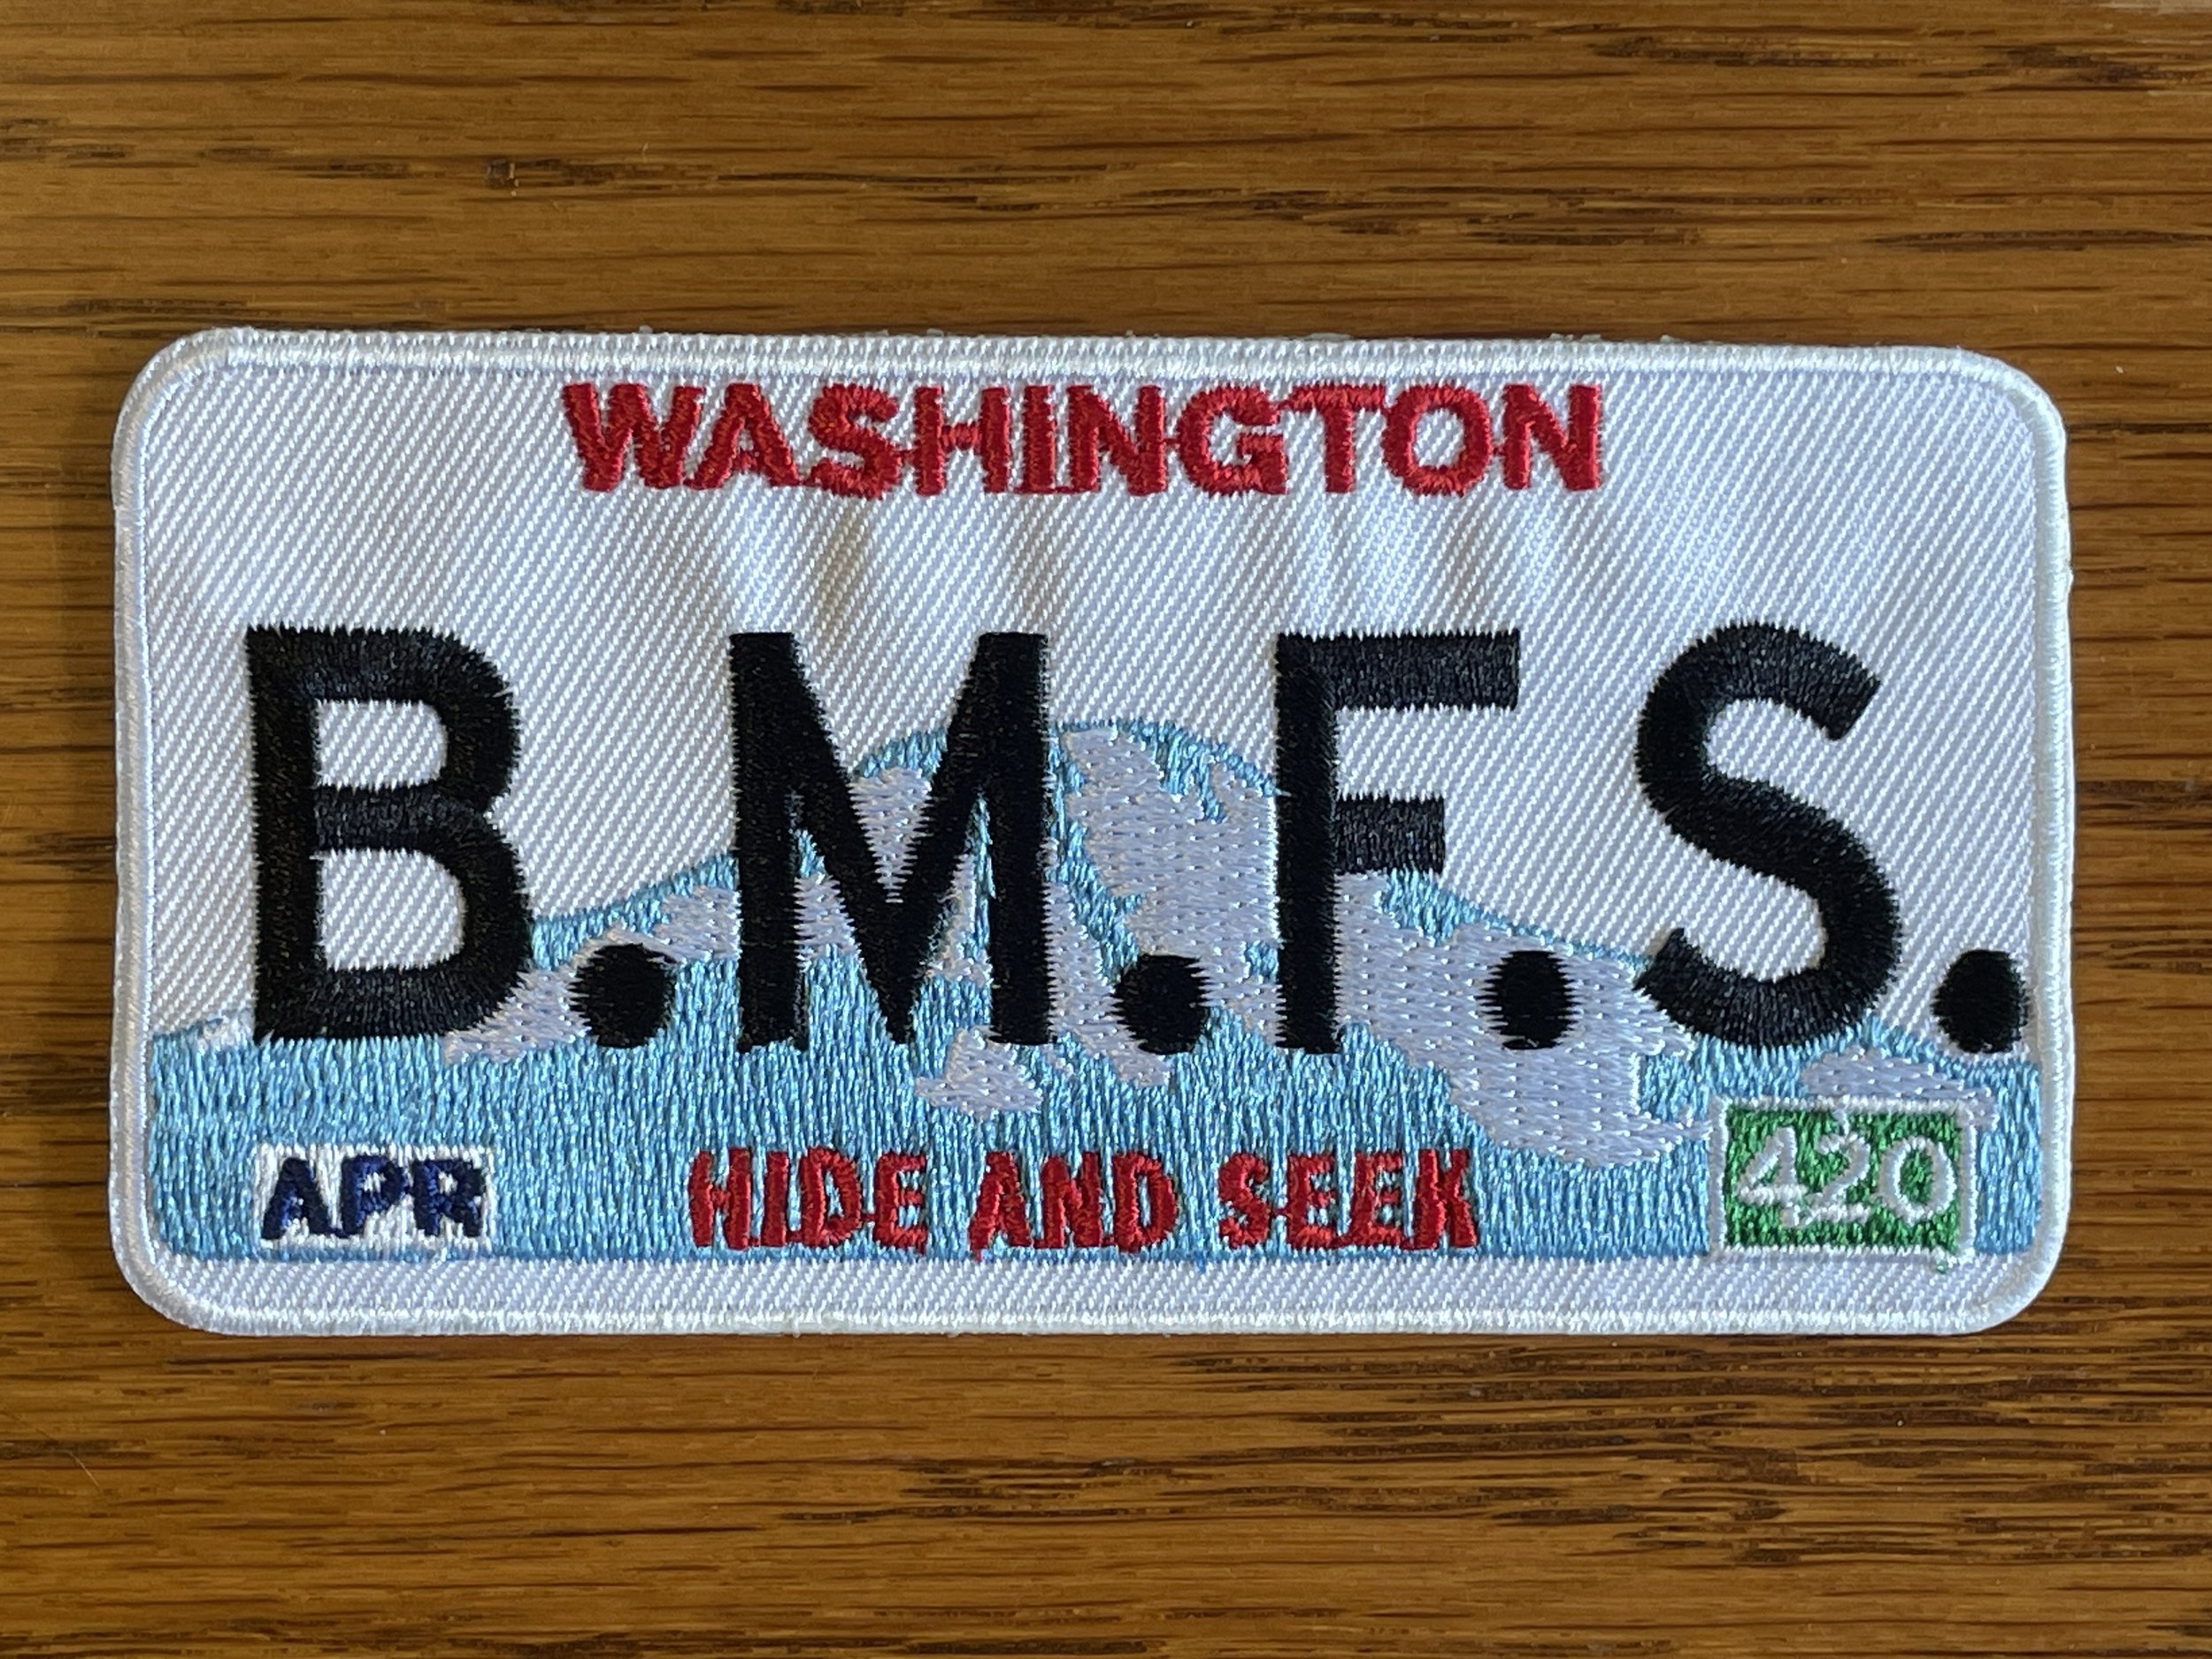 WASHINGTON
B.M.F.S.
APR HIDE AND SEEK 420